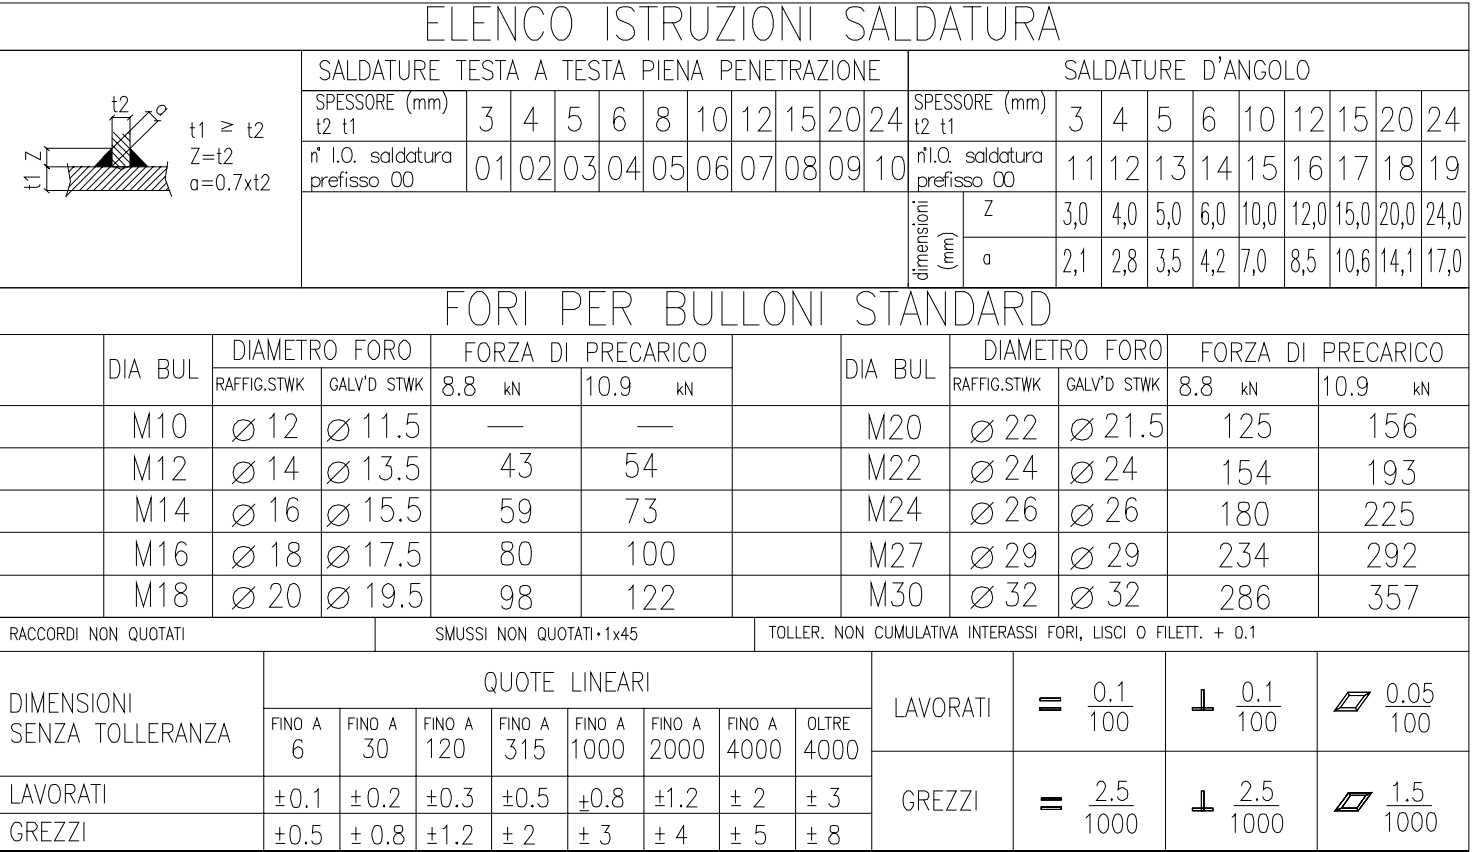 ELENCO ISTRUZIONI SALDATURA
t2 a
t1 Z
t1 ≥ t2
Z=t2
a=0.7xt2
SALDATURE TESTA A TESTA PIENA PENETRAZIONE
SPESSORE (mm)
t2 t1 3 4 5 6 8 10 12 15 20 24
n° I.O. saldatura
prefisso 00 01 02 03 04 05 06 07 08 09 10
SALDATURE D'ANGOLO
SPESSORE (mm)
t2 t1 3 4 5 6 10 12 15 20 24
n°I.O. saldatura
prefisso 00 11 12 13 14 15 16 17 18 19
dimensioni
(mm)
Z 3,0 4,0 5,0 6,0 10,0 12,0 15,0 20,0 24,0
a 2,1 2,8 3,5 4,2 7,0 8,5 10,6 14,1 17,0
FORI PER BULLONI STANDARD
DIA BUL DIAMETRO FORO FORZA DI PRECARICO
RAFFIG.STWK GALV'D STWK 8.8 kN 10.9 kN
M10 ∅ 12 ∅ 11.5 — —
M12 ∅ 14 ∅ 13.5 43 54
M14 ∅ 16 ∅ 15.5 59 73
M16 ∅ 18 ∅ 17.5 80 100
M18 ∅ 20 ∅ 19.5 98 122
DIA BUL DIAMETRO FORO FORZA DI PRECARICO
RAFFIG.STWK GALV'D STWK 8.8 kN 10.9 kN
M20 ∅ 22 ∅ 21.5 125 156
M22 ∅ 24 ∅ 24 154 193
M24 ∅ 26 ∅ 26 180 225
M27 ∅ 29 ∅ 29 234 292
M30 ∅ 32 ∅ 32 286 357
RACCORDI NON QUOTATI
SMUSSI NON QUOTATI·1x45
TOLLER. NON CUMULATIVA INTERASSI FORI, LISCI O FILETT. + 0.1
DIMENSIONI
SENZA TOLLERANZA
QUOTE LINEARI
FINO A 6 FINO A 30 FINO A 120 FINO A 315 FINO A 1000 FINO A 2000 FINO A 4000 OLTRE 4000
LAVORATI ±0.1 ±0.2 ±0.3 ±0.5 ±0.8 ±1.2 ± 2 ± 3
GREZZI ±0.5 ± 0.8 ±1.2 ± 2 ± 3 ± 4 ± 5 ± 8
LAVORATI = 0.1/100 ⊥ 0.1/100 ▱ 0.05/100
GREZZI = 2.5/1000 ⊥ 2.5/1000 ▱ 1.5/1000